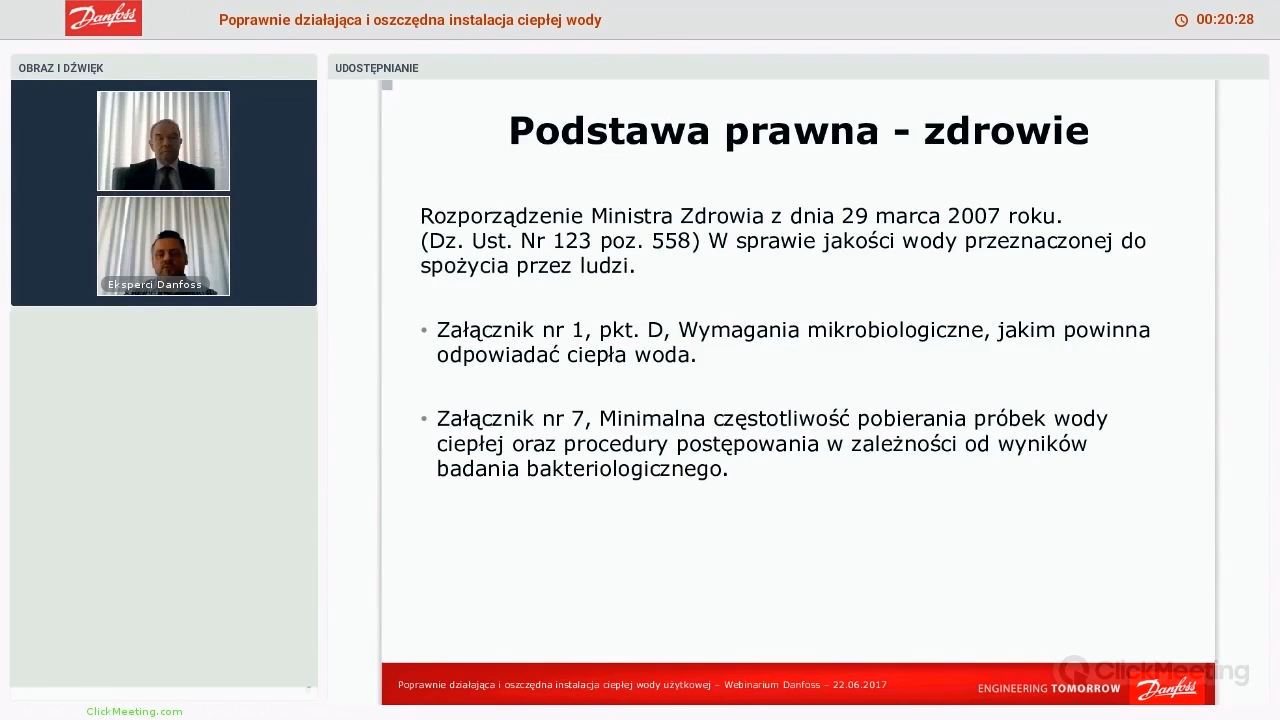 Danfoss
Poprawnie działająca i oszczędna instalacja ciepłej wody
00:20:28
OBRAZ I DŹWIĘK
Eksperci Danfoss
UDOSTĘPNIANIE
Podstawa prawna - zdrowie
Rozporządzenie Ministra Zdrowia z dnia 29 marca 2007 roku.
(Dz. Ust. Nr 123 poz. 558) W sprawie jakości wody przeznaczonej do
spożycia przez ludzi.
• Załącznik nr 1, pkt. D, Wymagania mikrobiologiczne, jakim powinna
odpowiadać ciepła woda.
• Załącznik nr 7, Minimalna częstotliwość pobierania próbek wody
ciepłej oraz procedury postępowania w zależności od wyników
badania bakteriologicznego.
ClickMeeting
Poprawnie działająca i oszczędna instalacja ciepłej wody użytkowej – Webinarium Danfoss – 22.06.2017
ENGINEERING TOMORROW
Danfoss
ClickMeeting.com